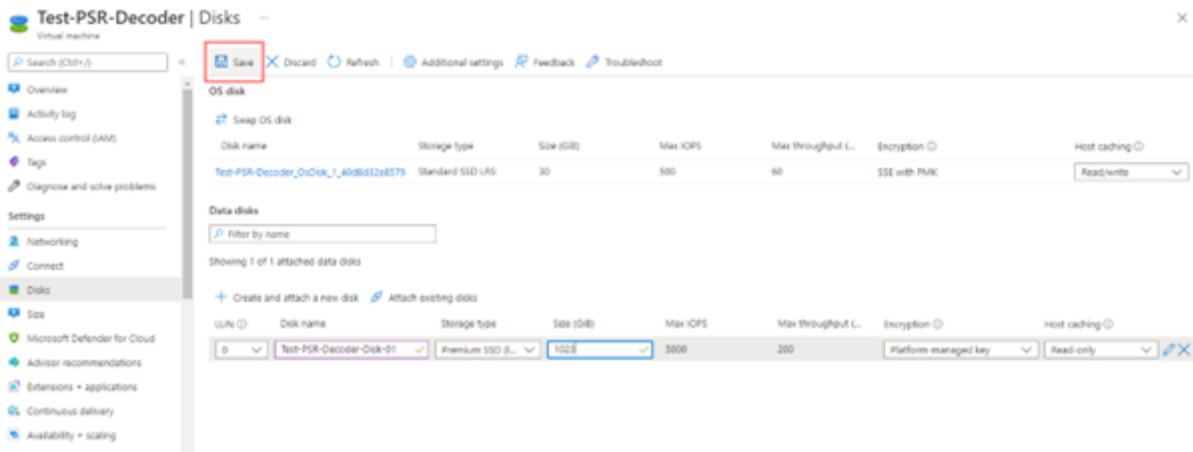 Test-PSR-Decoder | Disks
Virtual machine
Search (Ctrl+/)
Save Discard Refresh Additional settings Feedback Troubleshoot
Overview
Activity log
Access control (IAM)
Tags
Diagnose and solve problems
Settings
Networking
Connect
Disks
Size
Microsoft Defender for Cloud
Advisor recommendations
Extensions + applications
Continuous delivery
Availability + scaling
OS disk
Swap OS disk
Disk name Storage type Size (GiB) Max IOPS Max throughput (... Encryption Host caching
Test-PSR-Decoder_OsDisk_1_40d8d32e8579 Standard SSD LRS 30 500 60 SSE with PMK Read/write
Data disks
Filter by name
Showing 1 of 1 attached data disks
Create and attach a new disk Attach existing disks
LUN Disk name Storage type Size (GiB) Max IOPS Max throughput (... Encryption Host caching
0 Test-PSR-Decoder-Disk-01 Premium SSD (L... 1023 5000 200 Platform-managed key Read-only